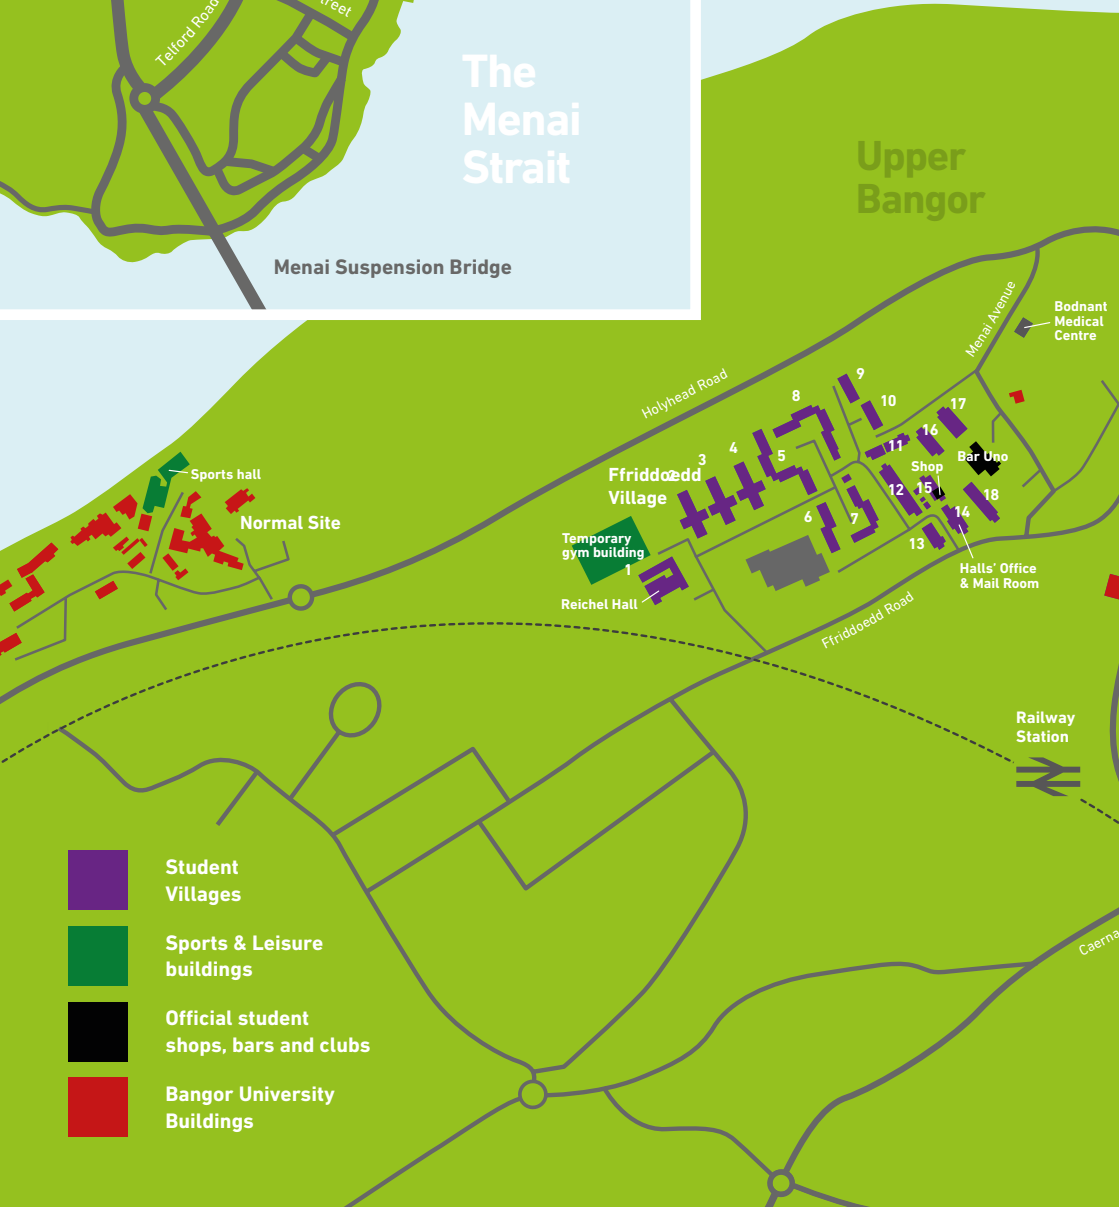 Telford Road
The
Menai
Strait
Menai Suspension Bridge
Upper
Bangor
Menai Avenue
Bodnant
Medical
Centre
Holyhead Road
9
8
10
17
16
11
4
3
5
Ffriddoedd
2
Village
Bar Uno
Shop
12
15
18
14
6
7
13
Sports hall
Normal Site
Temporary
gym building
1
Reichel Hall
Halls' Office
& Mail Room
Ffriddoedd Road
Railway
Station
Student
Villages
Sports & Leisure
buildings
Official student
shops, bars and clubs
Bangor University
Buildings